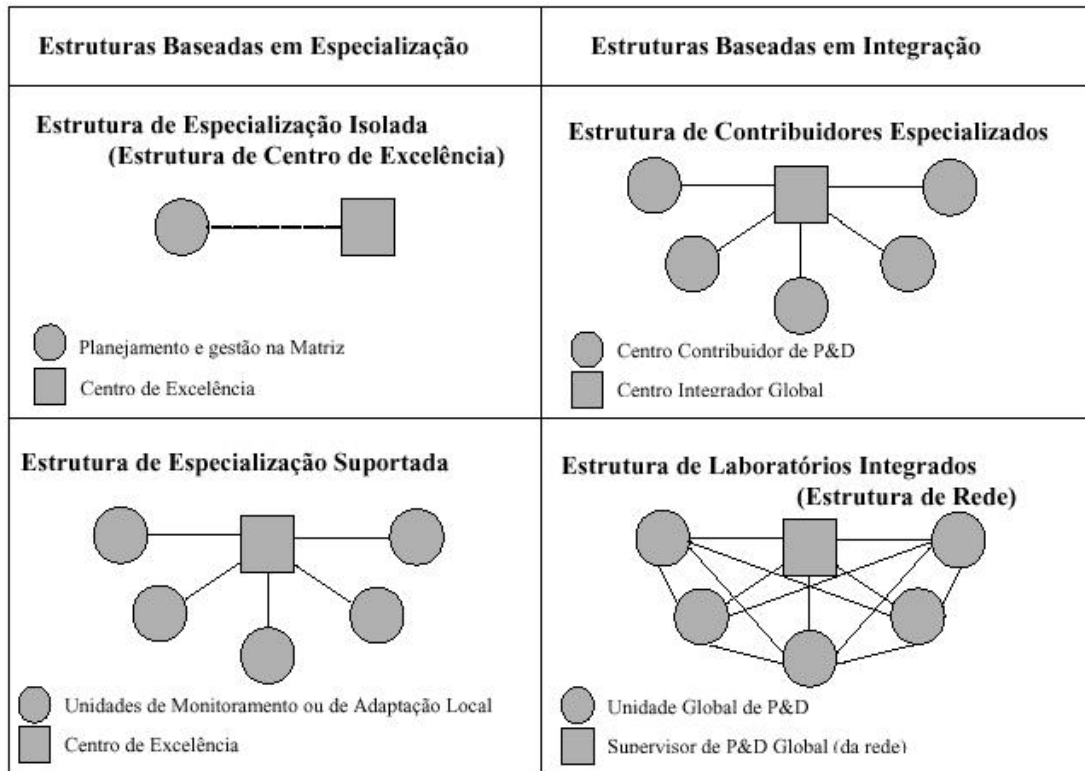 Estruturas Baseadas em Especialização
Estruturas Baseadas em Integração
Estrutura de Especialização Isolada
(Estrutura de Centro de Excelência)
Planejamento e gestão na Matriz
Centro de Excelência
Estrutura de Contribuidores Especializados
Centro Contribuidor de P&D
Centro Integrador Global
Estrutura de Especialização Suportada
Unidades de Monitoramento ou de Adaptação Local
Centro de Excelência
Estrutura de Laboratórios Integrados
(Estrutura de Rede)
Unidade Global de P&D
Supervisor de P&D Global (da rede)